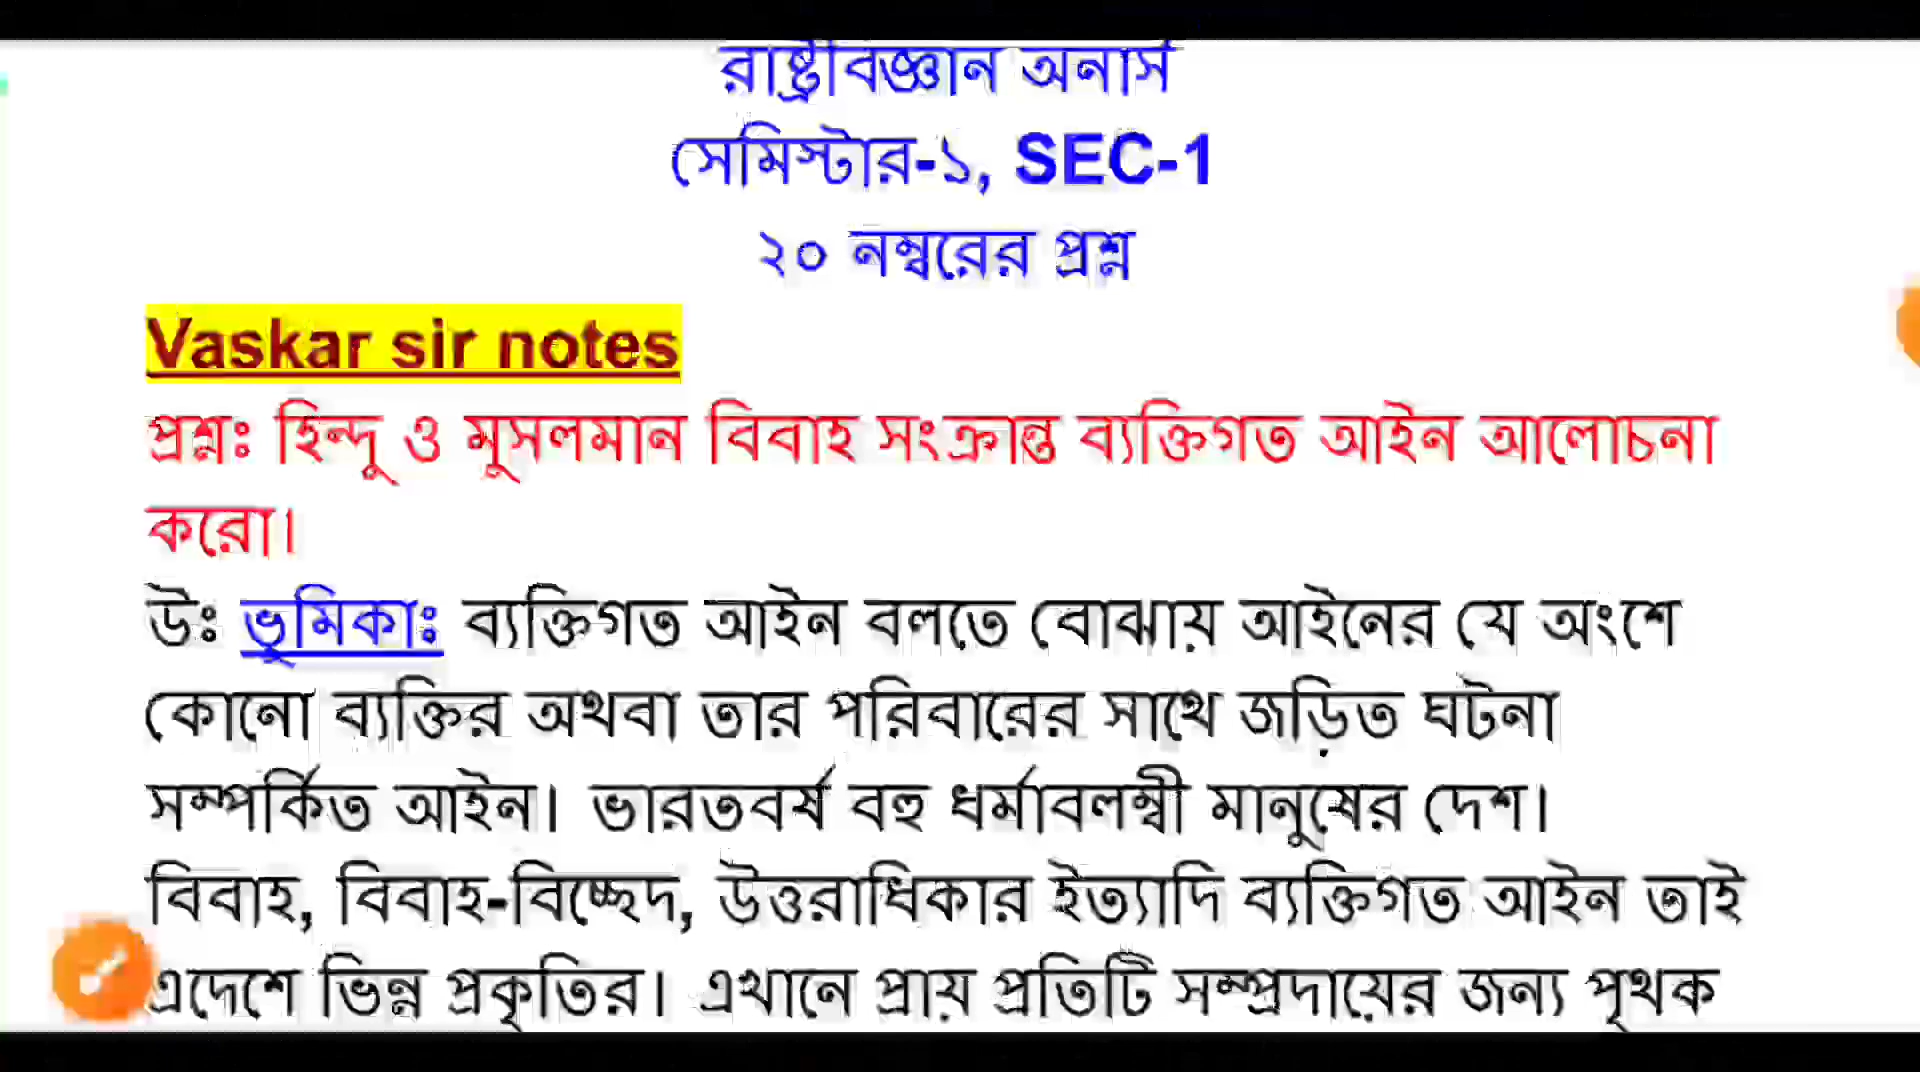 রাষ্ট্রবিজ্ঞান অনার্স
সেমিস্টার-১, SEC-1
২০ নম্বরের প্রশ্ন
Vaskar sir notes
প্রশ্নঃ হিন্দু ও মুসলমান বিবাহ সংক্রান্ত ব্যক্তিগত আইন আলোচনা
করো।
উঃ ভূমিকাঃ ব্যক্তিগত আইন বলতে বোঝায় আইনের যে অংশে
কোনো ব্যক্তির অথবা তার পরিবারের সাথে জড়িত ঘটনা
সম্পর্কিত আইন। ভারতবর্ষ বহু ধর্মাবলম্বী মানুষের দেশ।
বিবাহ, বিবাহ-বিচ্ছেদ, উত্তরাধিকার ইত্যাদি ব্যক্তিগত আইন তাই
এদেশে ভিন্ন প্রকৃতির। এখানে প্রায় প্রতিটি সম্প্রদায়ের জন্য পৃথক